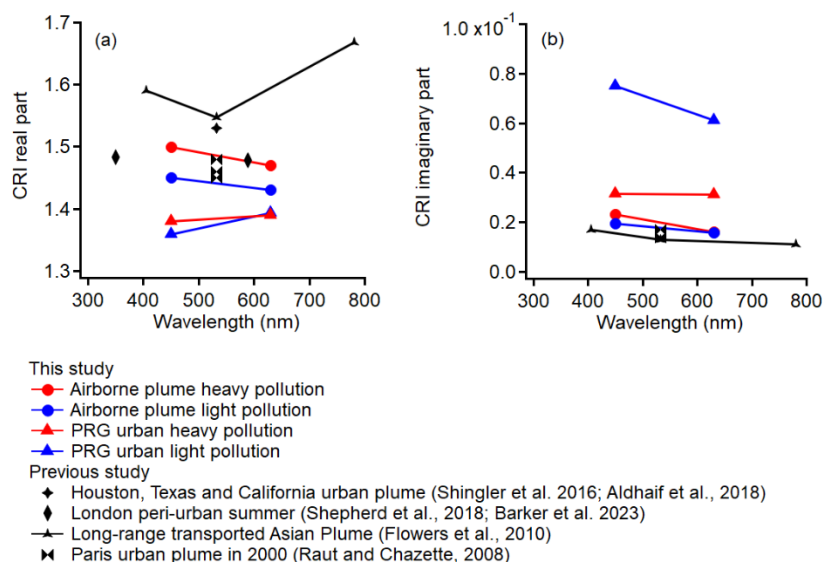 (a)
CRI real part
1.7
1.6
1.5
1.4
1.3
300 400 500 600 700 800
Wavelength (nm)
(b)
CRI imaginary part
1.0 x10⁻¹
0.8
0.6
0.4
0.2
0.0
300 400 500 600 700 800
Wavelength (nm)
This study
Airborne plume heavy pollution
Airborne plume light pollution
PRG urban heavy pollution
PRG urban light pollution
Previous study
Houston, Texas and California urban plume (Shingler et al. 2016; Aldhaif et al., 2018)
London peri-urban summer (Shepherd et al., 2018; Barker et al. 2023)
Long-range transported Asian Plume (Flowers et al., 2010)
Paris urban plume in 2000 (Raut and Chazette, 2008)